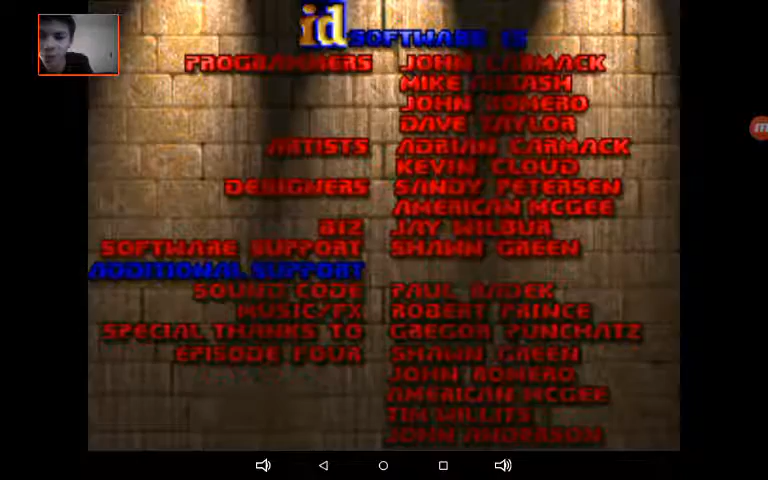 id SOFTWARE IS
PROGRAMMERS JOHN CARMACK
MIKE ABRASH
JOHN ROMERO
DAVE TAYLOR
ARTISTS ADRIAN CARMACK
KEVIN CLOUD
DESIGNERS SANDY PETERSEN
AMERICAN MCGEE
BIZ JAY WILBUR
SOFTWARE SUPPORT SHAWN GREEN
ADDITIONAL SUPPORT
SOUND CODE PAUL RADEK
MUSIC/FX ROBERT PRINCE
SPECIAL THANKS TO GREGOR PUNCHATZ
EPISODE FOUR SHAWN GREEN
JOHN ROMERO
AMERICAN MCGEE
TIM WILLITS
JOHN ANDERSON